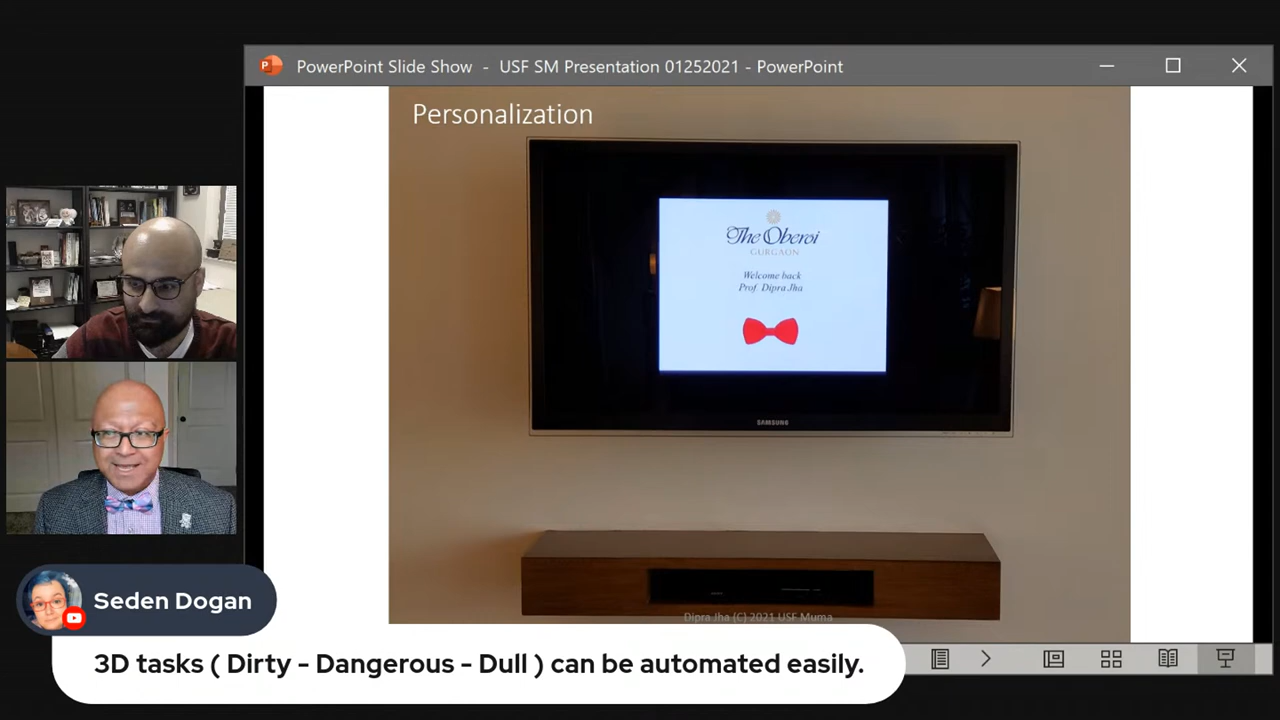 PowerPoint Slide Show - USF SM Presentation 01252021 - PowerPoint
Personalization
The Oberoi
GURGAON
Welcome back
Prof Dipra Jha
SAMSUNG
Dipra Jha (C) 2021 USF Muma
Seden Dogan
3D tasks ( Dirty - Dangerous - Dull ) can be automated easily.